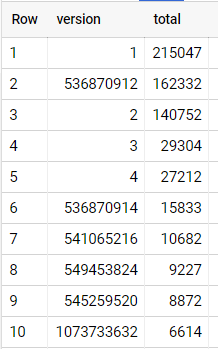 Row version total
1 1 215047
2 536870912 162332
3 2 140752
4 3 29304
5 4 27212
6 536870914 15833
7 541065216 10682
8 549453824 9227
9 545259520 8872
10 1073733632 6614